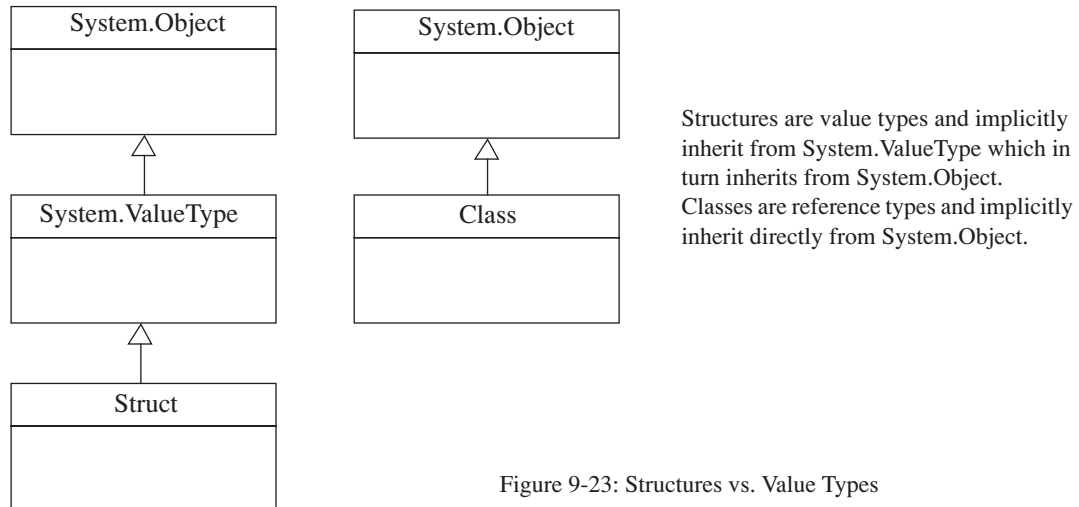 System.Object
System.Object
Structures are value types and implicitly
inherit from System.ValueType which in
turn inherits from System.Object.
Classes are reference types and implicitly
inherit directly from System.Object.
System.ValueType
Class
Struct
Figure 9-23: Structures vs. Value Types